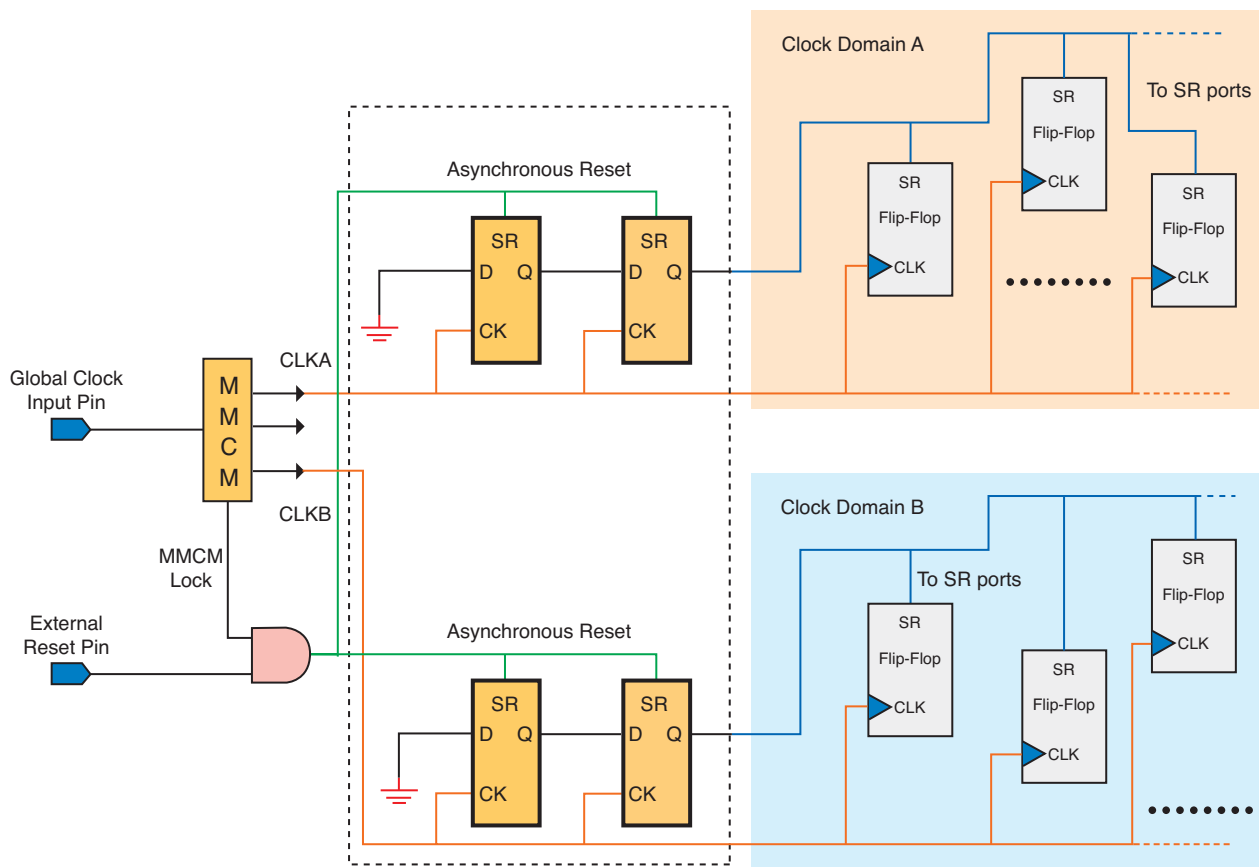 Clock Domain A
SR
Flip-Flop
CLK
To SR ports
SR
Flip-Flop
CLK
SR
Flip-Flop
CLK
Asynchronous Reset
SR
D
Q
CK
SR
D
Q
CK
CLKA
Global Clock
Input Pin
M
M
C
M
CLKB
MMCM
Lock
External
Reset Pin
Asynchronous Reset
SR
D
Q
CK
SR
D
Q
CK
Clock Domain B
To SR ports
SR
Flip-Flop
CLK
SR
Flip-Flop
CLK
SR
Flip-Flop
CLK